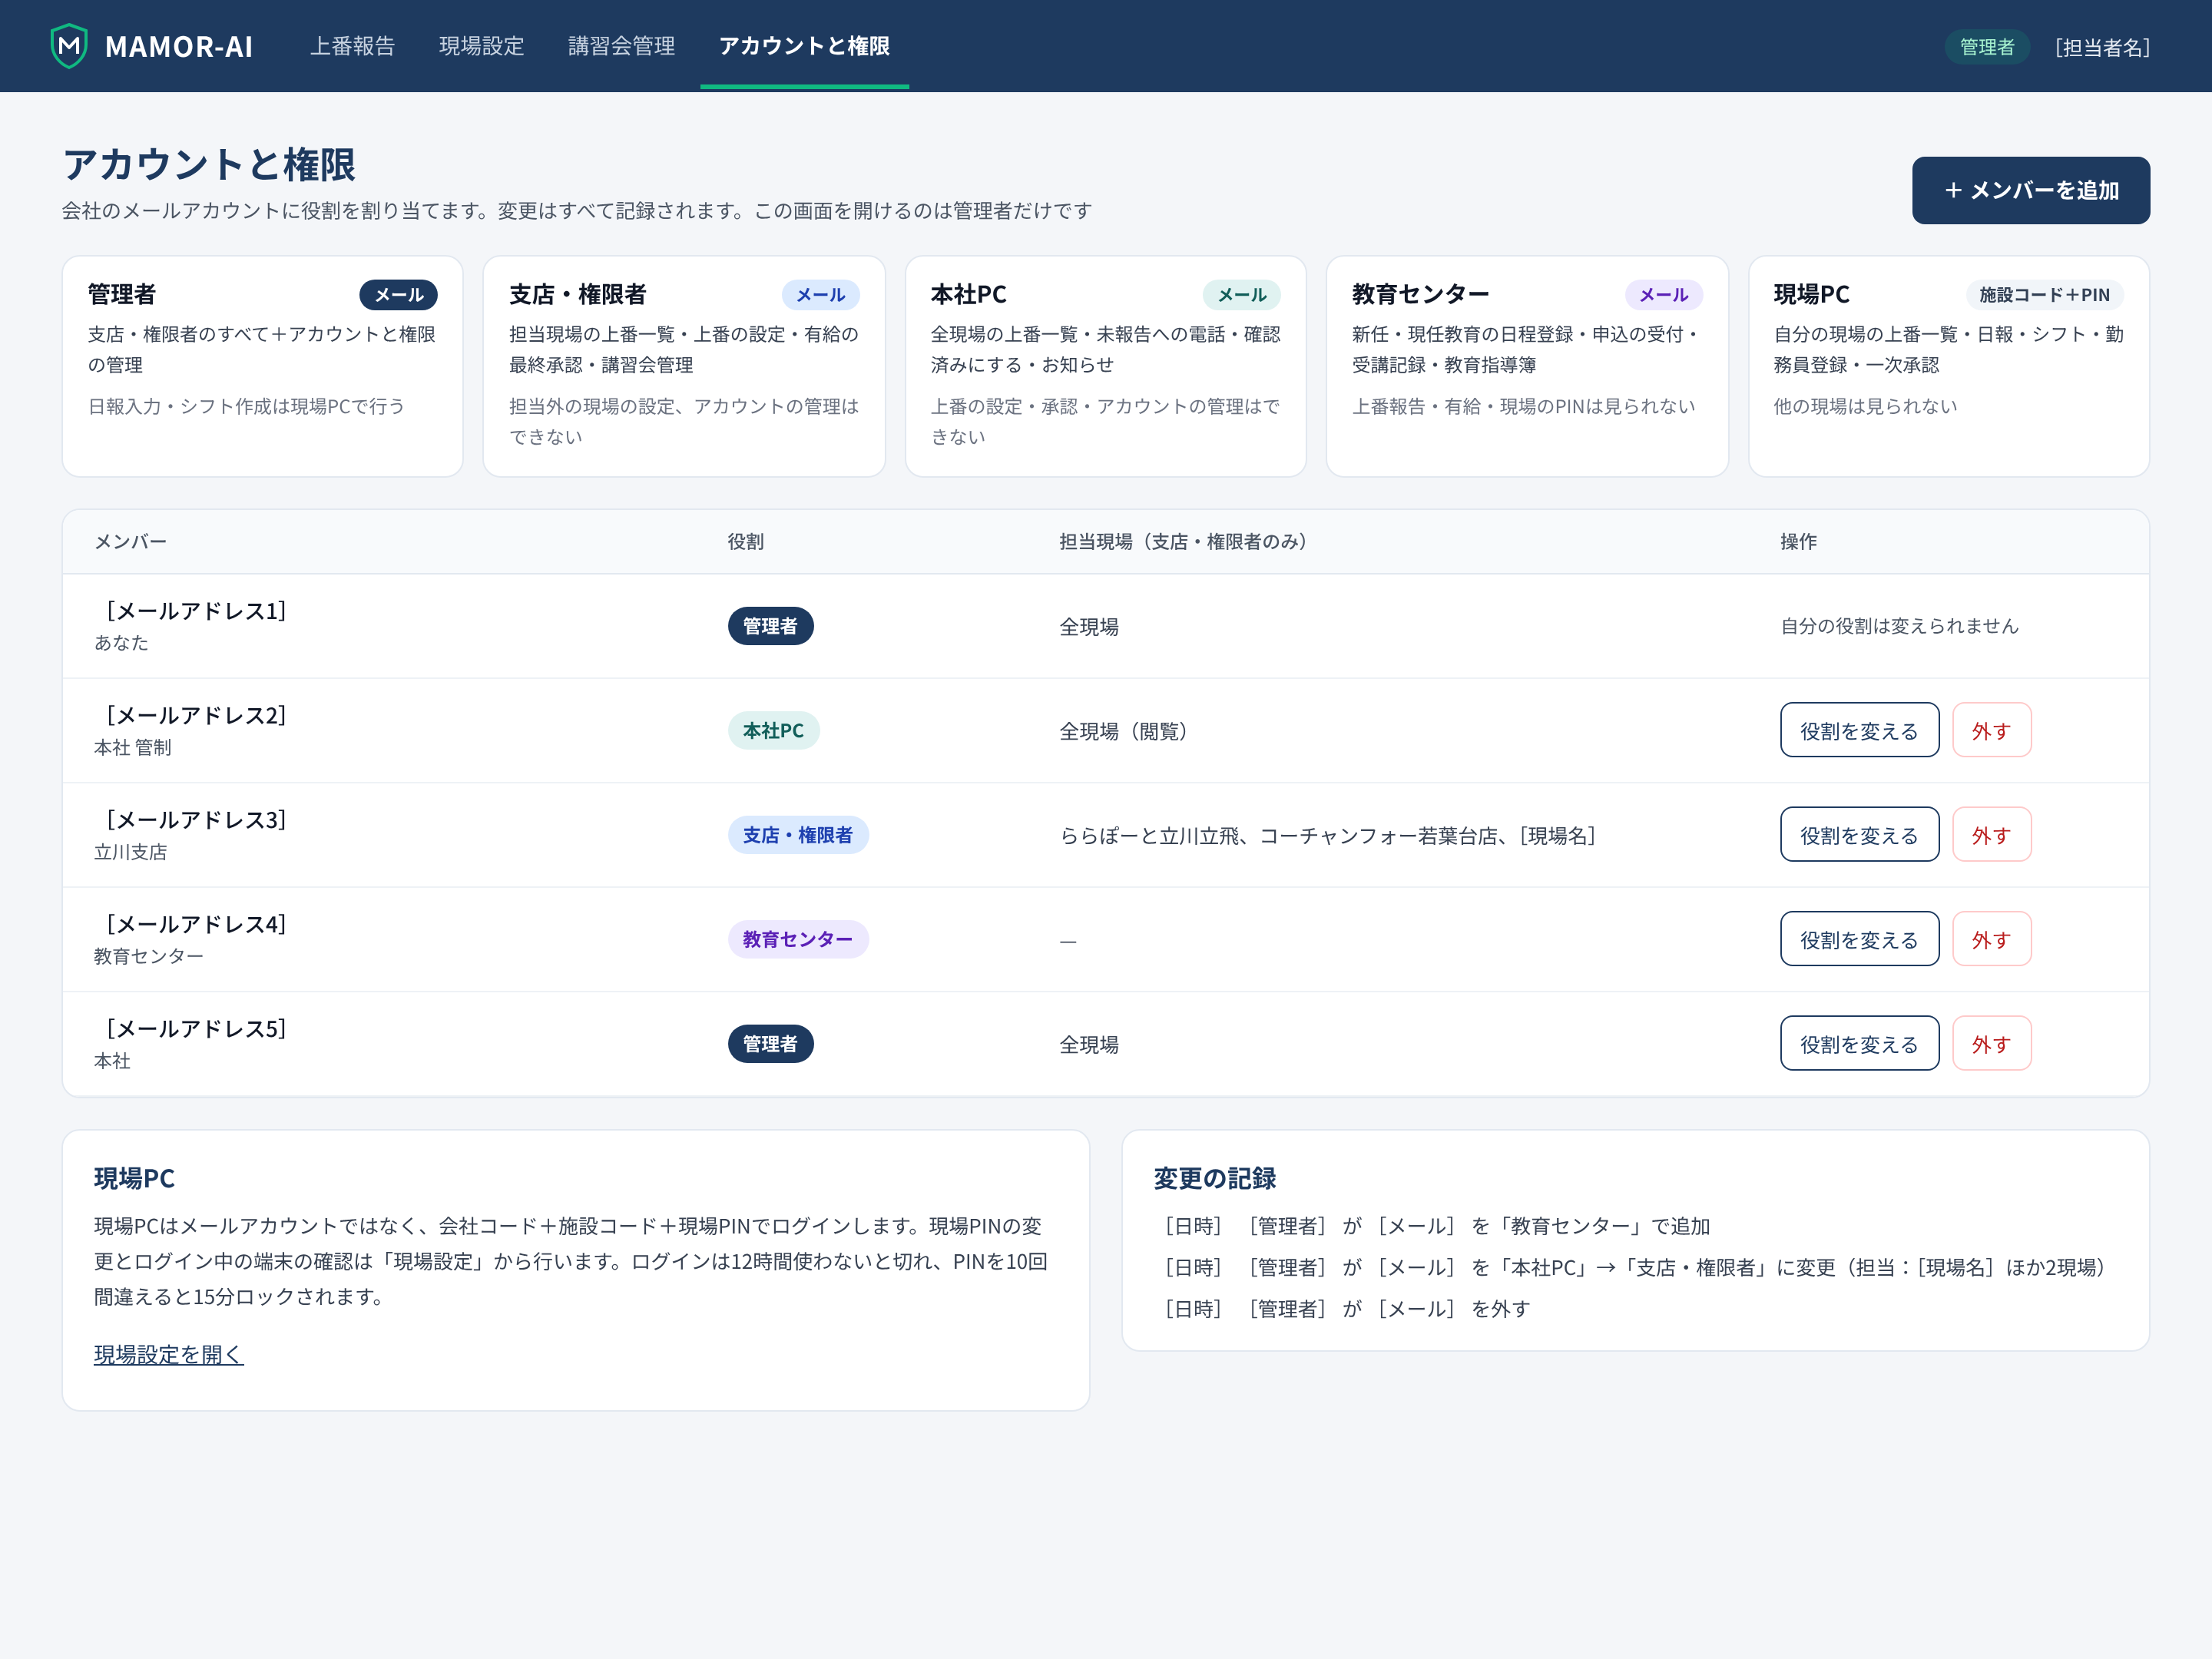 MAMOR-AI 上番報告 現場設定 講習会管理 アカウントと権限 管理者 ［担当者名］
アカウントと権限
会社のメールアカウントに役割を割り当てます。変更はすべて記録されます。この画面を開けるのは管理者だけです
＋ メンバーを追加
管理者 メール
支店・権限者のすべて＋アカウントと権限
の管理
日報入力・シフト作成は現場PCで行う
支店・権限者 メール
担当現場の上番一覧・上番の設定・有給の
最終承認・講習会管理
担当外の現場の設定、アカウントの管理は
できない
本社PC メール
全現場の上番一覧・未報告への電話・確認
済みにする・お知らせ
上番の設定・承認・アカウントの管理はで
きない
教育センター メール
新任・現任教育の日程登録・申込の受付・
受講記録・教育指導簿
上番報告・有給・現場のPINは見られない
現場PC 施設コード＋PIN
自分の現場の上番一覧・日報・シフト・勤
務員登録・一次承認
他の現場は見られない
メンバー 役割 担当現場（支店・権限者のみ） 操作
［メールアドレス1］
あなた
管理者 全現場 自分の役割は変えられません
［メールアドレス2］
本社 管制
本社PC 全現場（閲覧） 役割を変える 外す
［メールアドレス3］
立川支店
支店・権限者 ららぽーと立川立飛、コーチャンフォー若葉台店、［現場名］ 役割を変える 外す
［メールアドレス4］
教育センター
教育センター — 役割を変える 外す
［メールアドレス5］
本社
管理者 全現場 役割を変える 外す
現場PC
現場PCはメールアカウントではなく、会社コード＋施設コード＋現場PINでログインします。現場PINの変
更とログイン中の端末の確認は「現場設定」から行います。ログインは12時間使わないと切れ、PINを10回
間違えると15分ロックされます。
現場設定を開く
変更の記録
［日時］ ［管理者］ が ［メール］ を「教育センター」で追加
［日時］ ［管理者］ が ［メール］ を「本社PC」→「支店・権限者」に変更（担当：［現場名］ほか2現場）
［日時］ ［管理者］ が ［メール］ を外す